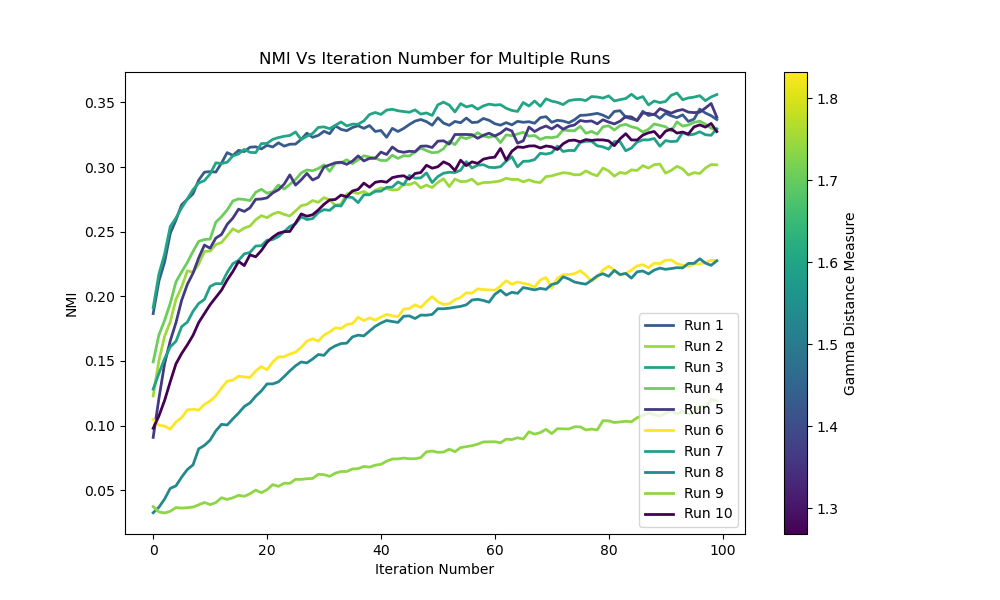 NMI Vs Iteration Number for Multiple Runs
NMI
0.35
0.30
0.25
0.20
0.15
0.10
0.05
0
20
40
60
80
100
Iteration Number
Run 1
Run 2
Run 3
Run 4
Run 5
Run 6
Run 7
Run 8
Run 9
Run 10
1.8
1.7
1.6
1.5
1.4
1.3
Gamma Distance Measure